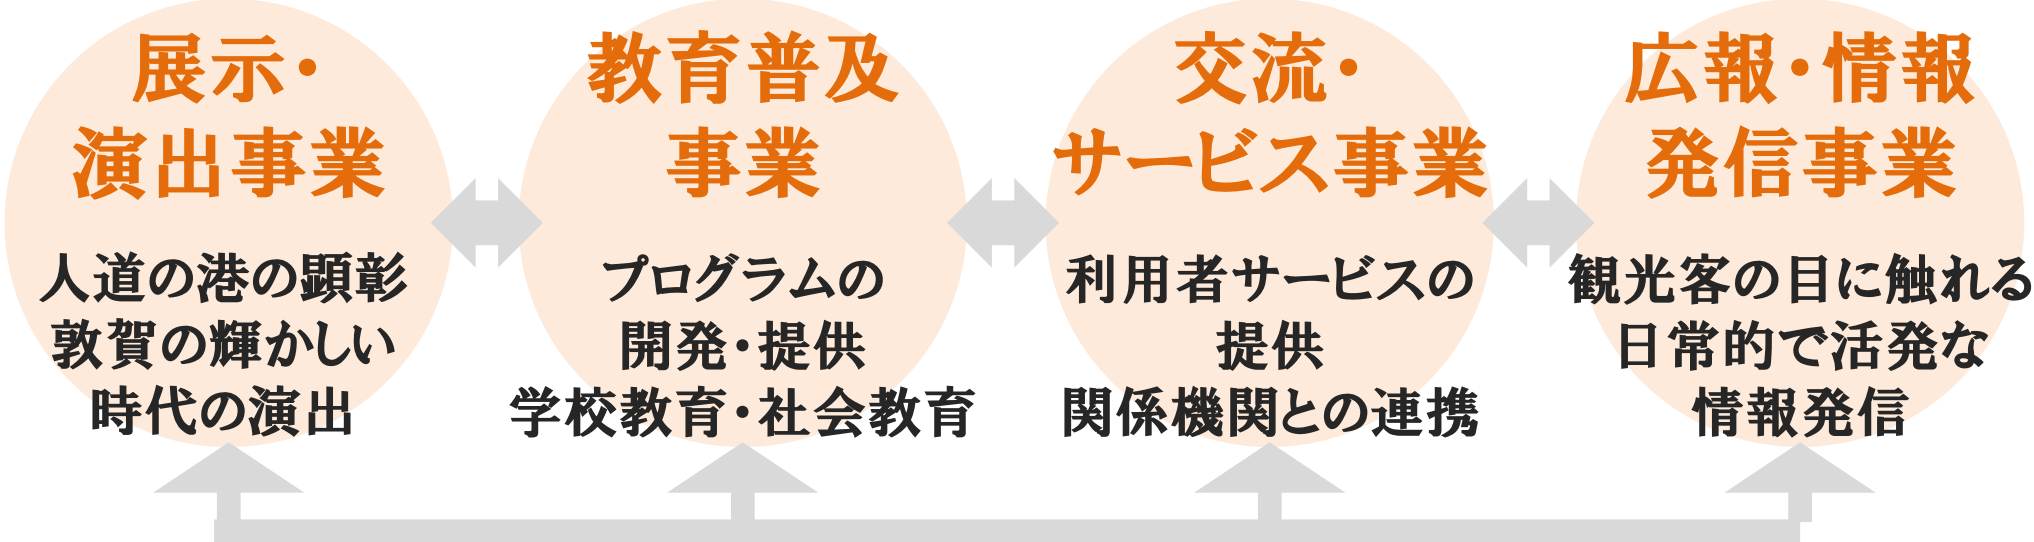 展示・
演出事業
人道の港の顕彰
敦賀の輝かしい
時代の演出
教育普及
事業
プログラムの
開発・提供
学校教育・社会教育
交流・
サービス事業
利用者サービスの
提供
関係機関との連携
広報・情報
発信事業
観光客の目に触れる
日常的で活発な
情報発信